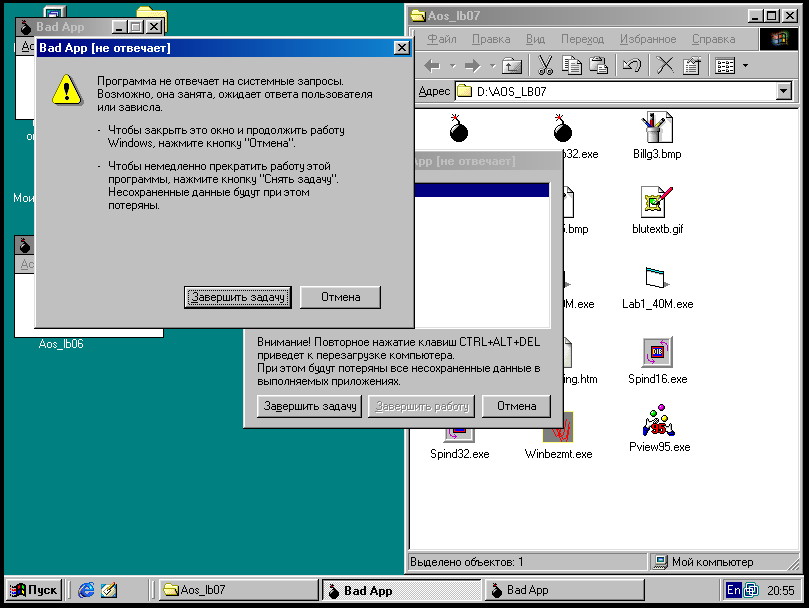 Bad App
Bad App [не отвечает]
Программа не отвечает на системные запросы.
Возможно, она занята, ожидает ответа пользователя
или зависла.
- Чтобы закрыть это окно и продолжить работу
Windows, нажмите кнопку "Отмена".
- Чтобы немедленно прекратить работу этой
программы, нажмите кнопку "Снять задачу".
Несохраненные данные будут при этом
потеряны.
Завершить задачу
Отмена
Aos_lb06
App [не отвечает]
Внимание! Повторное нажатие клавиш CTRL+ALT+DEL
приведет к перезагрузке компьютера.
При этом будут потеряны все несохраненные данные в
выполняемых приложениях.
Завершить задачу
Завершить работу
Отмена
Aos_lb07
Файл Правка Вид Переход Избранное Справка
Адрес D:\AOS_LB07
32.exe
Billg3.bmp
.bmp
blutextb.gif
0M.exe
Lab1_40M.exe
ing.htm
Spind16.exe
Spind32.exe
Winbezmt.exe
Pview95.exe
Выделено объектов: 1
Мой компьютер
Пуск
Aos_lb07
Bad App
Bad App
En
20:55